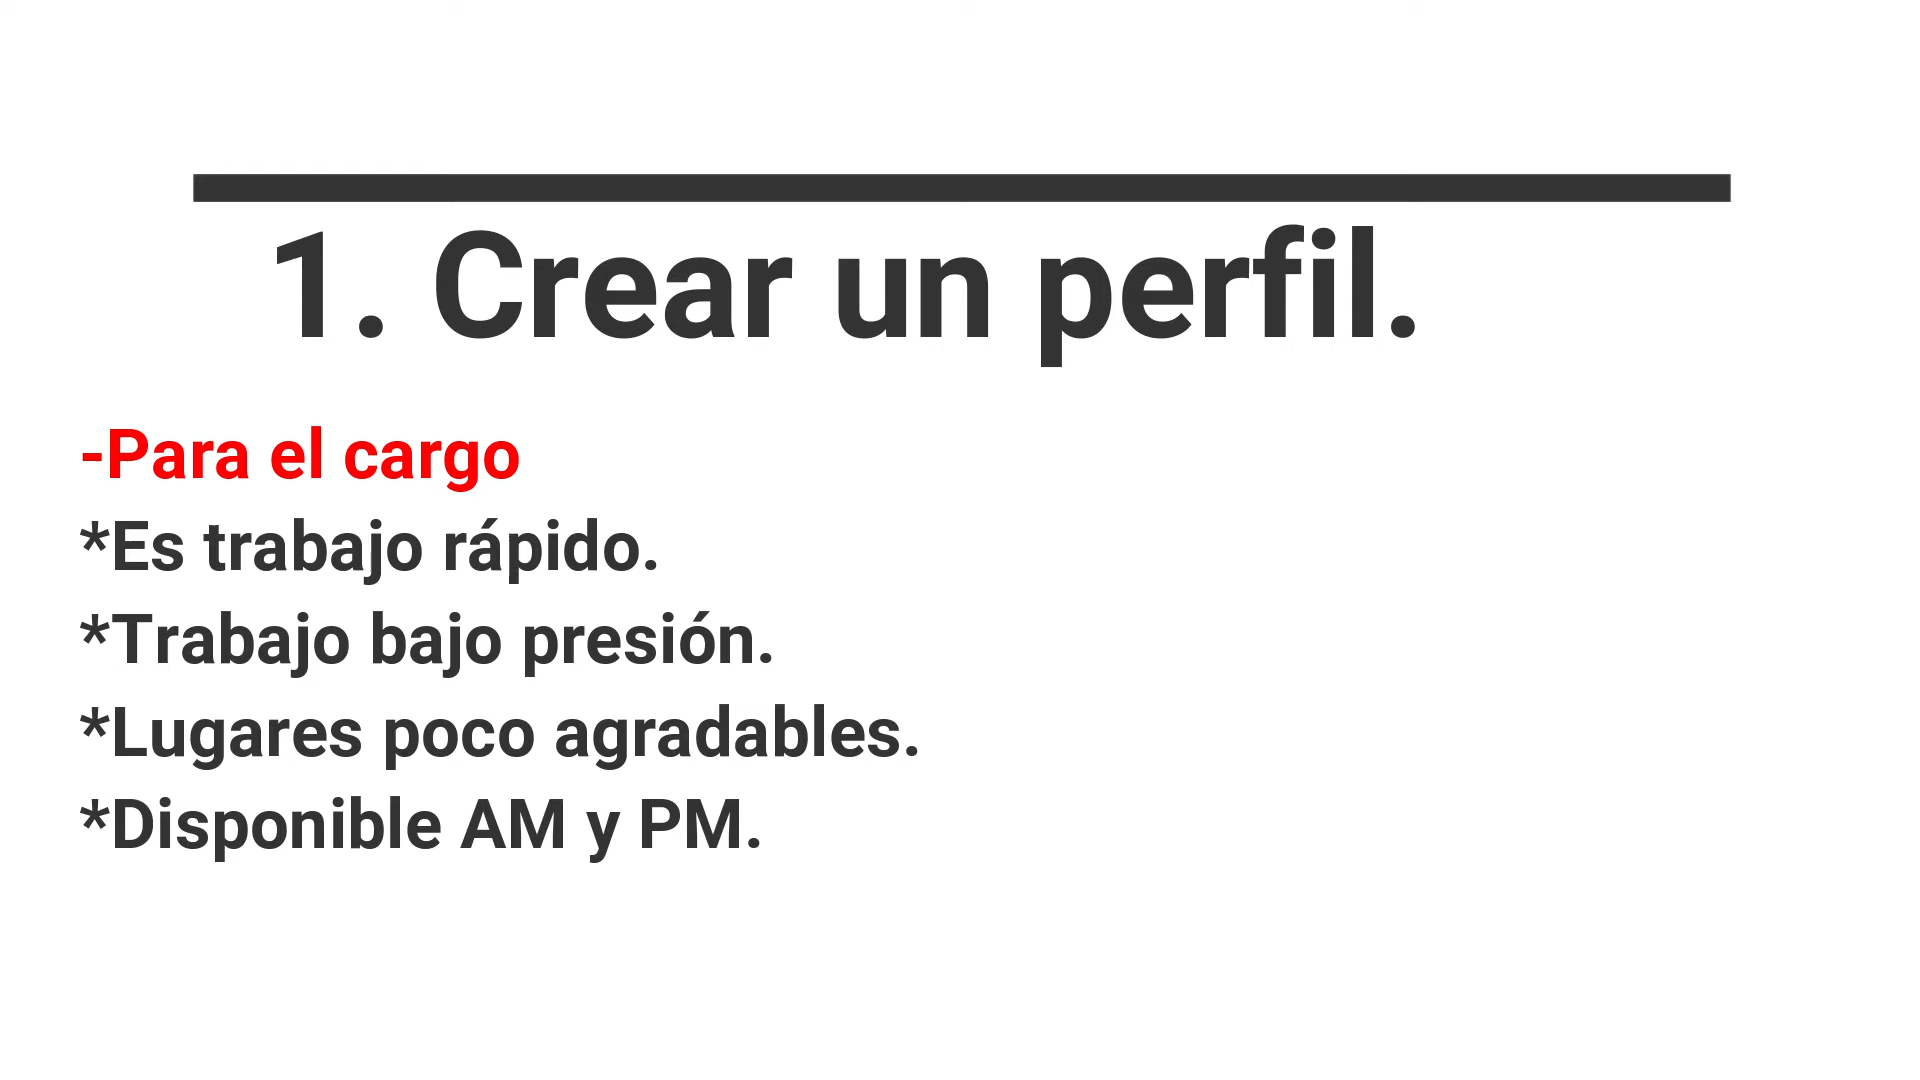 1. Crear un perfil.
-Para el cargo
*Es trabajo rápido.
*Trabajo bajo presión.
*Lugares poco agradables.
*Disponible AM y PM.